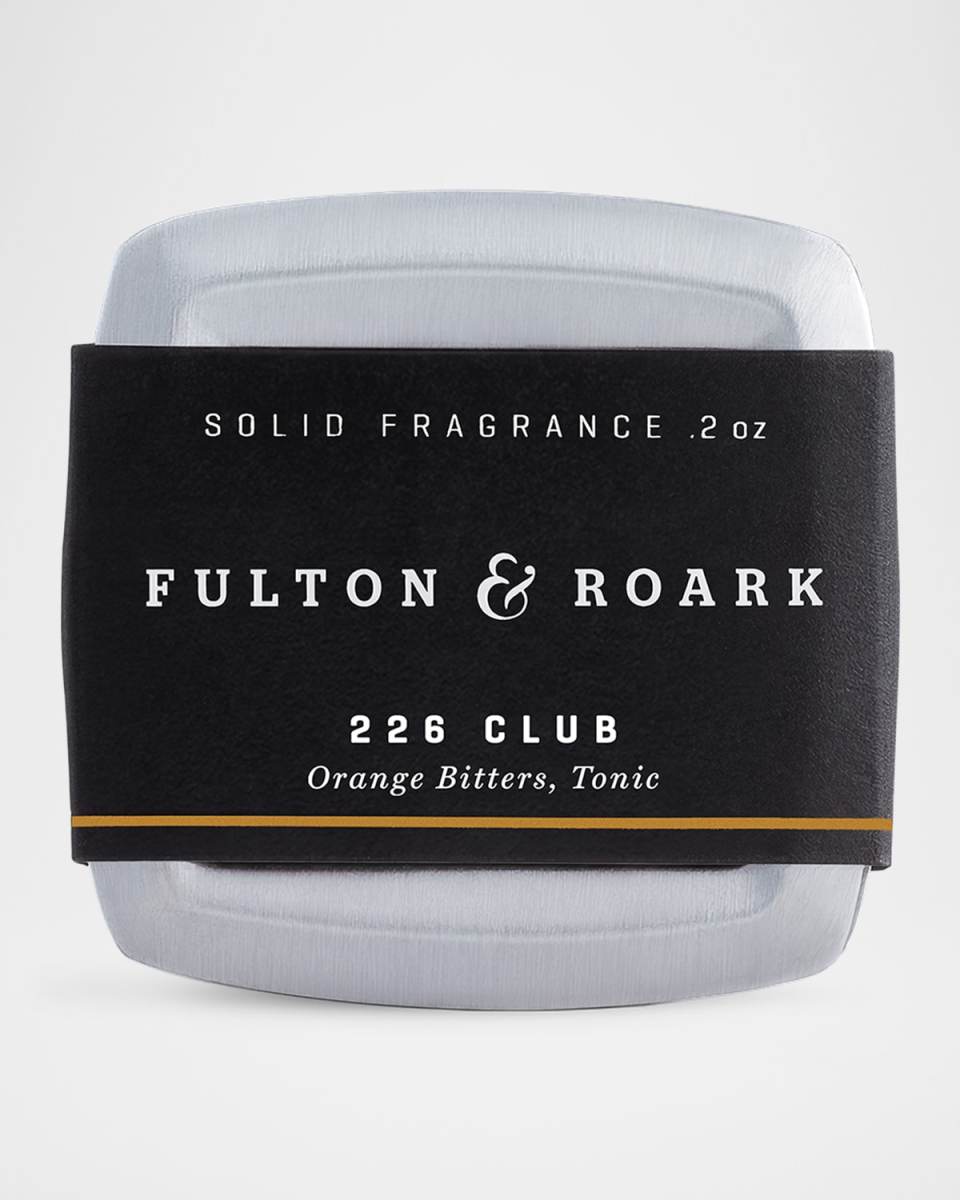 SOLID FRAGRANCE .2 oz
FULTON & ROARK
226 CLUB
Orange Bitters, Tonic